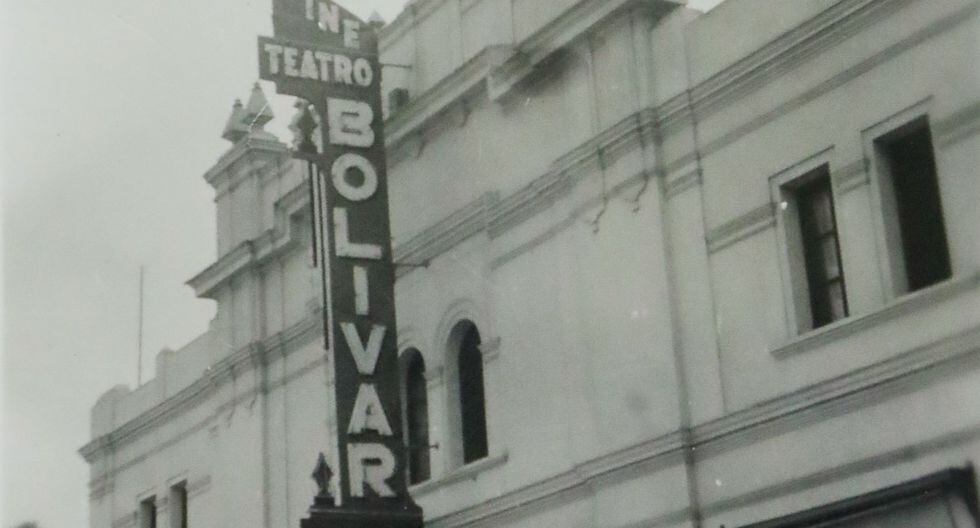 INE
TEATRO
BOLIVAR